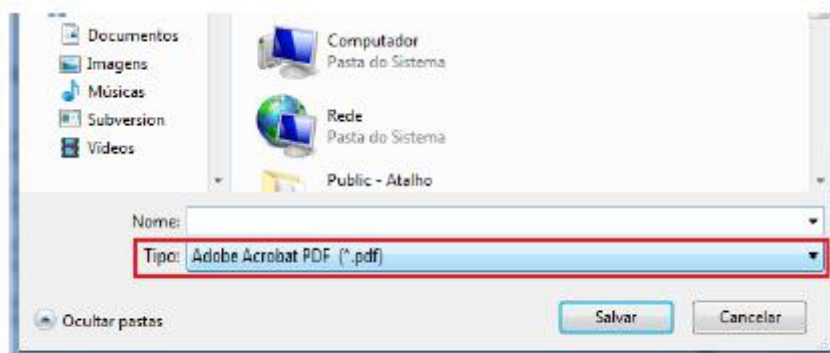 Documentos
Imagens
Músicas
Subversion
Vídeos
Computador
Pasta do Sistema
Rede
Pasta do Sistema
Public - Atalho
Nome:
Tipo: Adobe Acrobat PDF (*.pdf)
Ocultar pastas
Salvar
Cancelar